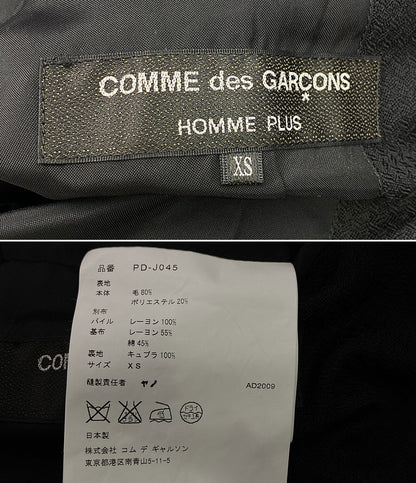 COMME des GARÇONS
HOMME PLUS
XS
品番 PD-J045
表地
本体 毛 80%
ポリエステル 20%
別布
パイル レーヨン 100%
基布 レーヨン 55%
綿 45%
裏地 キュプラ 100%
サイズ XS
縫製責任者
AD2009
ドライ
日本製
株式会社 コム デ ギャルソン
東京都港区南青山5-11-5
COM